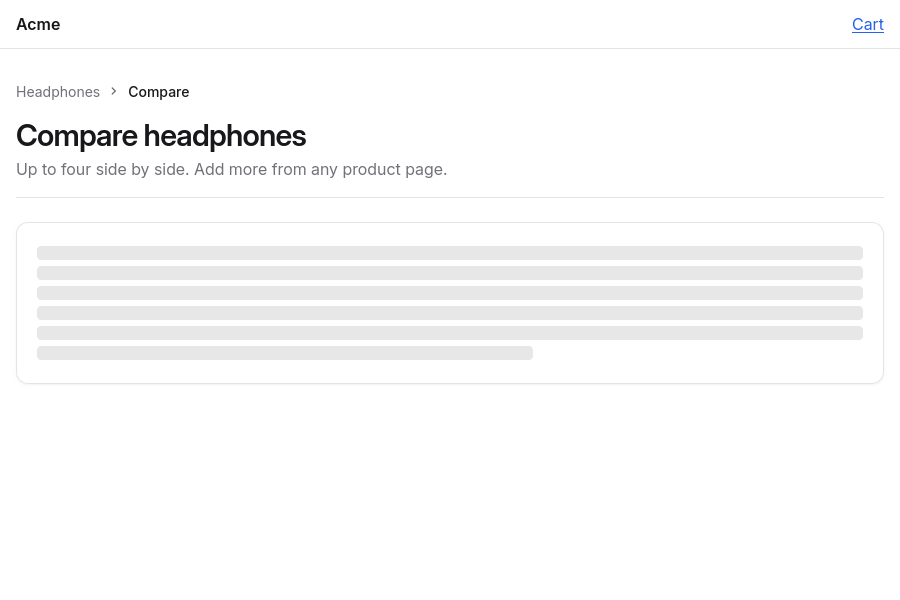 Acme
Cart
Headphones > Compare
Compare headphones
Up to four side by side. Add more from any product page.